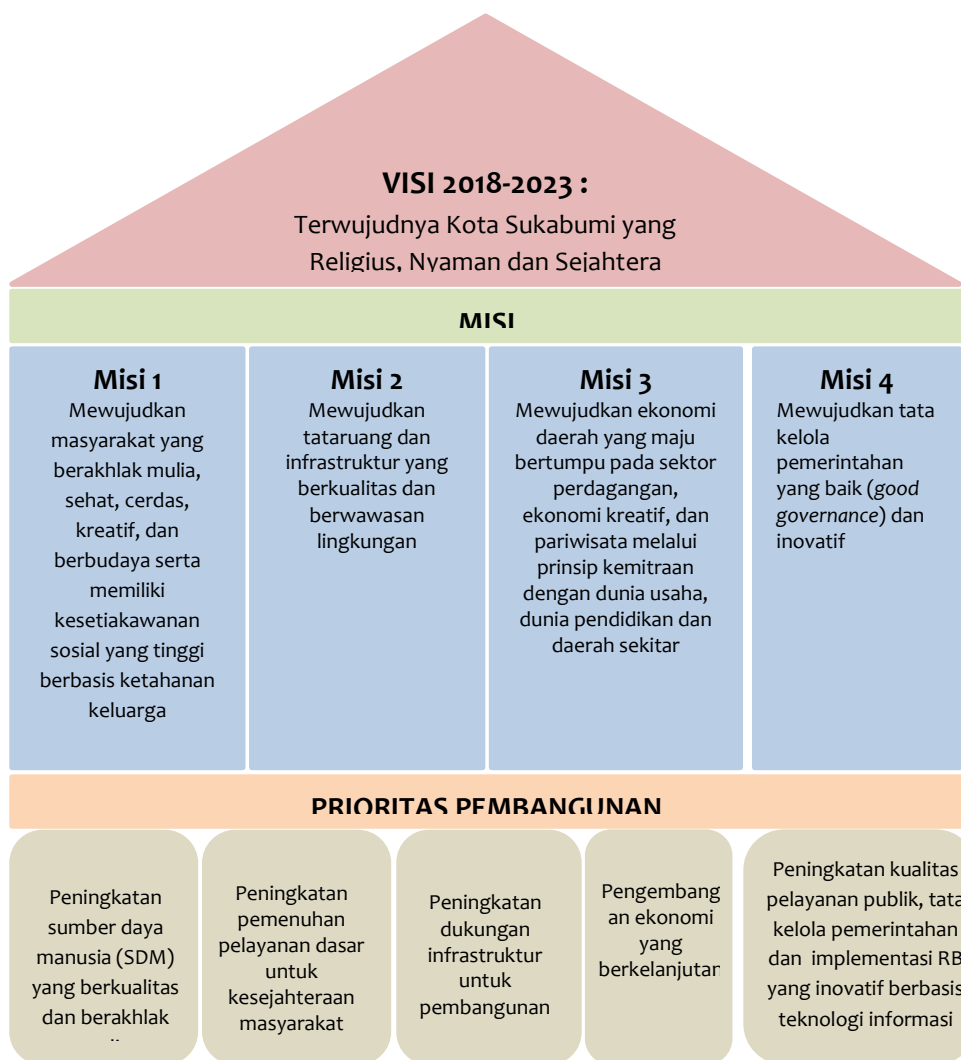 VISI 2018-2023 :
Terwujudnya Kota Sukabumi yang
Religius, Nyaman dan Sejahtera
MISI
Misi 1
Mewujudkan
masyarakat yang
berakhlak mulia,
sehat, cerdas,
kreatif, dan
berbudaya serta
memiliki
kesetiakawanan
sosial yang tinggi
berbasis ketahanan
keluarga
Misi 2
Mewujudkan
tataruang dan
infrastruktur yang
berkualitas dan
berwawasan
lingkungan
Misi 3
Mewujudkan ekonomi
daerah yang maju
bertumpu pada sektor
perdagangan,
ekonomi kreatif, dan
pariwisata melalui
prinsip kemitraan
dengan dunia usaha,
dunia pendidikan dan
daerah sekitar
Misi 4
Mewujudkan tata
kelola
pemerintahan
yang baik (good
governance) dan
inovatif
PRIORITAS PEMBANGUNAN
Peningkatan
sumber daya
manusia (SDM)
yang berkualitas
dan berakhlak
Peningkatan
pemenuhan
pelayanan dasar
untuk
kesejahteraan
masyarakat
Peningkatan
dukungan
infrastruktur
untuk
pembangunan
Pengembang
an ekonomi
yang
berkelanjutan
Peningkatan kualitas
pelayanan publik, tata
kelola pemerintahan
dan implementasi RB
yang inovatif berbasis
teknologi informasi